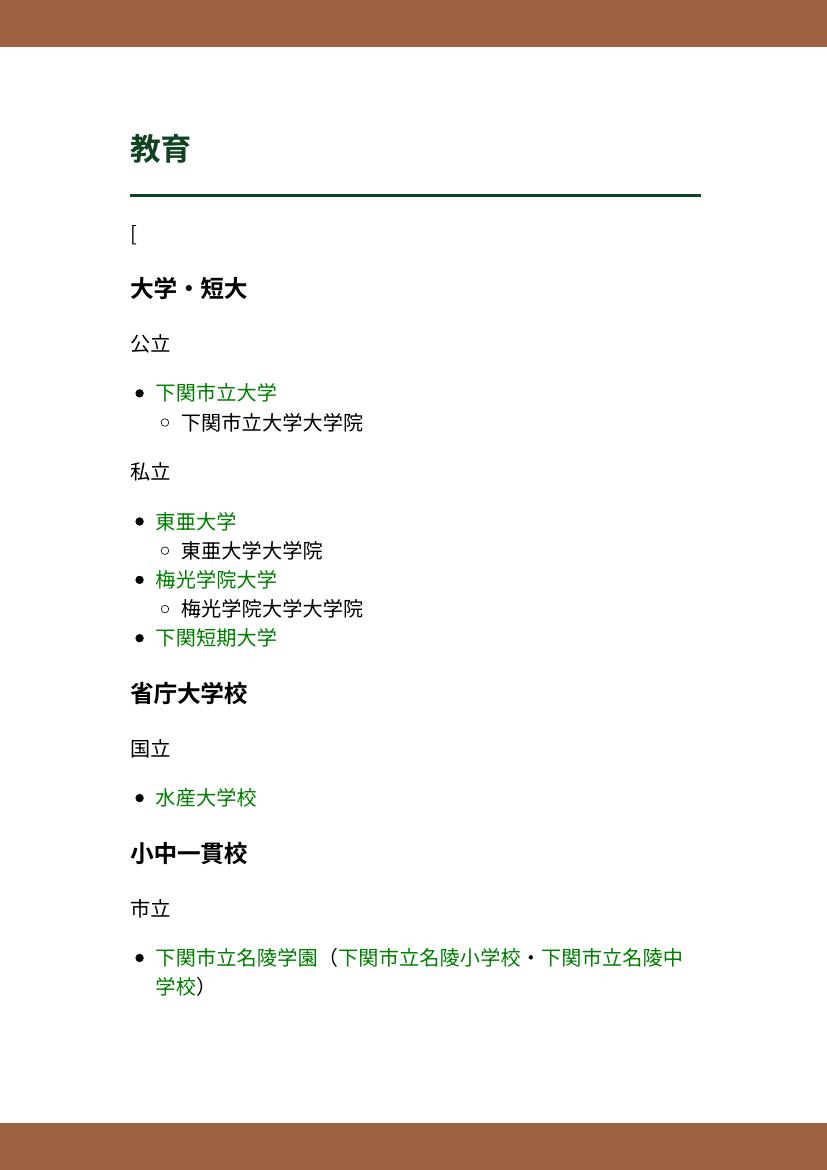 教育
[
大学・短大
公立
下関市立大学
下関市立大学大学院
私立
東亜大学
東亜大学大学院
梅光学院大学
梅光学院大学大学院
下関短期大学
省庁大学校
国立
水産大学校
小中一貫校
市立
下関市立名陵学園（下関市立名陵小学校・下関市立名陵中
学校）